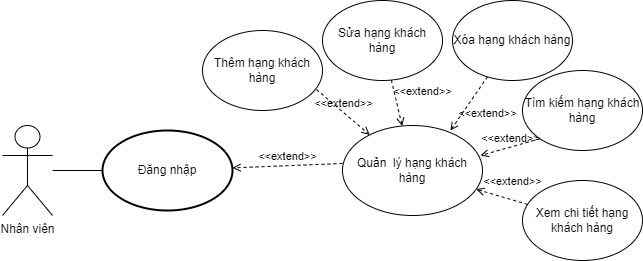 Sửa hạng khách
hàng
Xóa hạng khách hàng
Thêm hạng khách
hàng
<<extend>>
<<extend>>
<<extend>>
Tìm kiếm hạng khách
hàng
<<extend>>
<<extend>>
Đăng nhập
Quản lý hạng khách
hàng
<<extend>>
Xem chi tiết hạng
khách hàng
Nhân viên